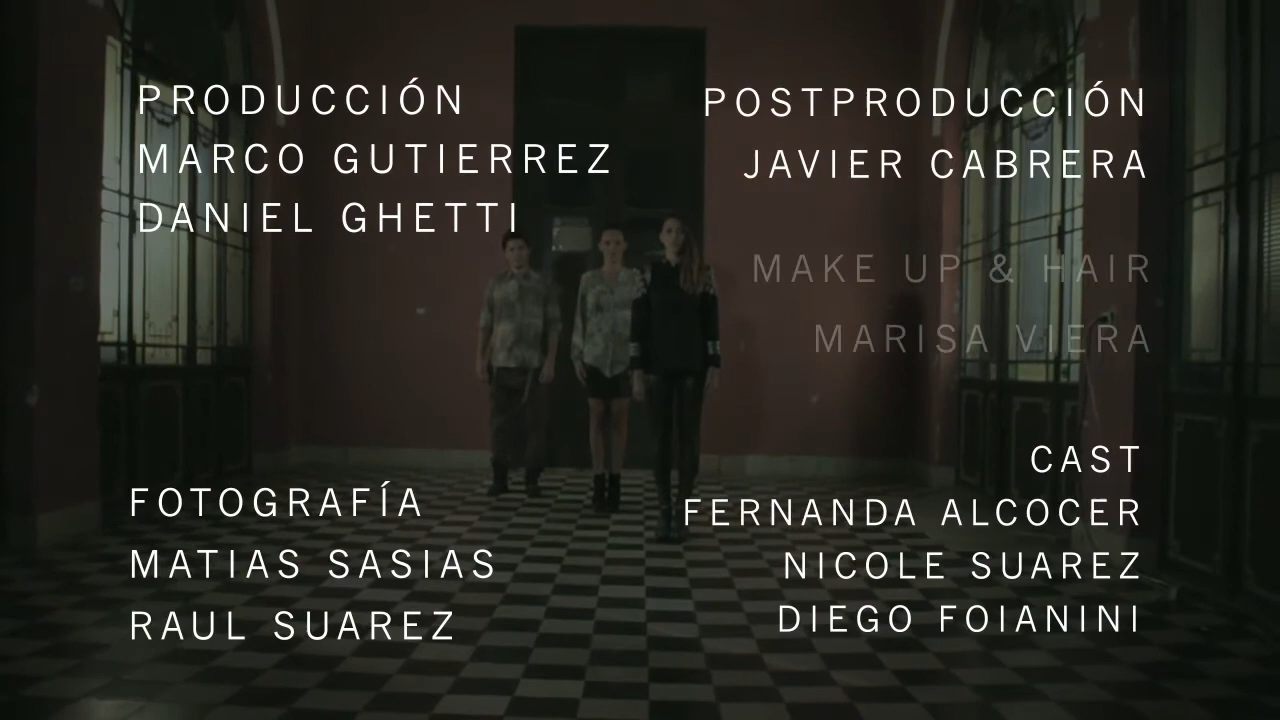 PRODUCCIÓN
MARCO GUTIERREZ
DANIEL GHETTI
POSTPRODUCCIÓN
JAVIER CABRERA
MAKE UP & HAIR
MARISA VIERA
FOTOGRAFÍA
MATIAS SASIAS
RAUL SUAREZ
CAST
FERNANDA ALCOCER
NICOLE SUAREZ
DIEGO FOIANINI